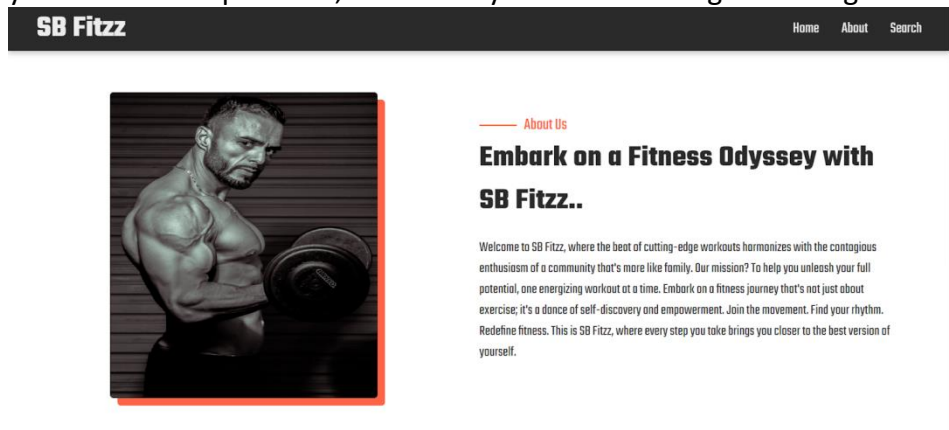 SB Fitzz
Home About Search
About Us
Embark on a Fitness Odyssey with
SB Fitzz..
Welcome to SB Fitzz, where the beat of cutting-edge workouts harmonizes with the contagious
enthusiasm of a community that's more like family. Our mission? To help you unleash your full
potential, one energizing workout at a time. Embark on a fitness journey that's not just about
exercise; it's a dance of self-discovery and empowerment. Join the movement. Find your rhythm.
Redefine fitness. This is SB Fitzz, where every step you take brings you closer to the best version of
yourself.